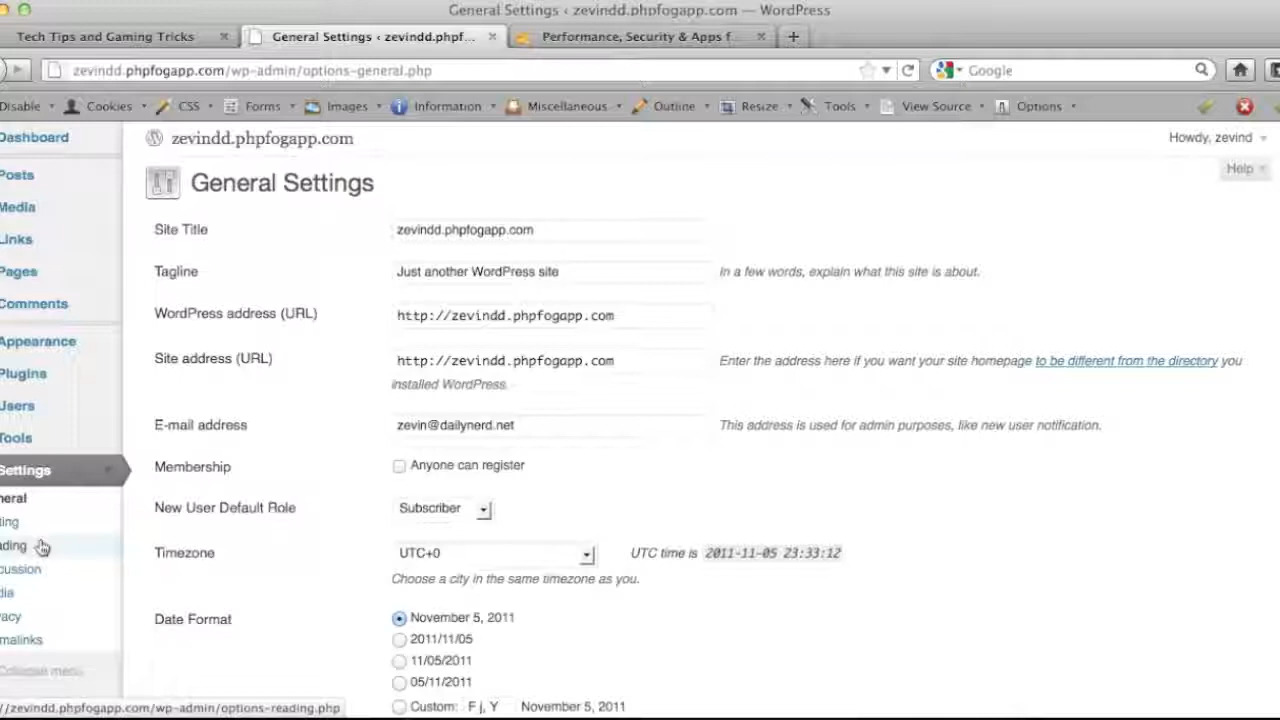 General Settings ‹ zevindd.phpfogapp.com — WordPress
Tech Tips and Gaming Tricks × General Settings ‹ zevindd.phpf... × Performance, Security & Apps f × +
zevindd.phpfogapp.com/wp-admin/options-general.php Google
Disable Cookies CSS Forms Images Information Miscellaneous Outline Resize Tools View Source Options
Dashboard
zevindd.phpfogapp.com Howdy, zevind
Help
Posts
General Settings
Media
Site Title zevindd.phpfogapp.com
Links
Pages
Tagline Just another WordPress site In a few words, explain what this site is about.
Comments
WordPress address (URL) http://zevindd.phpfogapp.com
Appearance
Site address (URL) http://zevindd.phpfogapp.com Enter the address here if you want your site homepage to be different from the directory you
installed WordPress.
Plugins
Users
E-mail address zevin@dailynerd.net This address is used for admin purposes, like new user notification.
Tools
Settings
Membership Anyone can register
neral
New User Default Role Subscriber
ting
ading
Timezone UTC+0 UTC time is 2011-11-05 23:33:12
cussion
Choose a city in the same timezone as you.
dia
vacy
Date Format November 5, 2011
malinks
2011/11/05
11/05/2011
Collapse menu
05/11/2011
Custom: F j, Y November 5, 2011
//zevindd.phpfogapp.com/wp-admin/options-reading.php